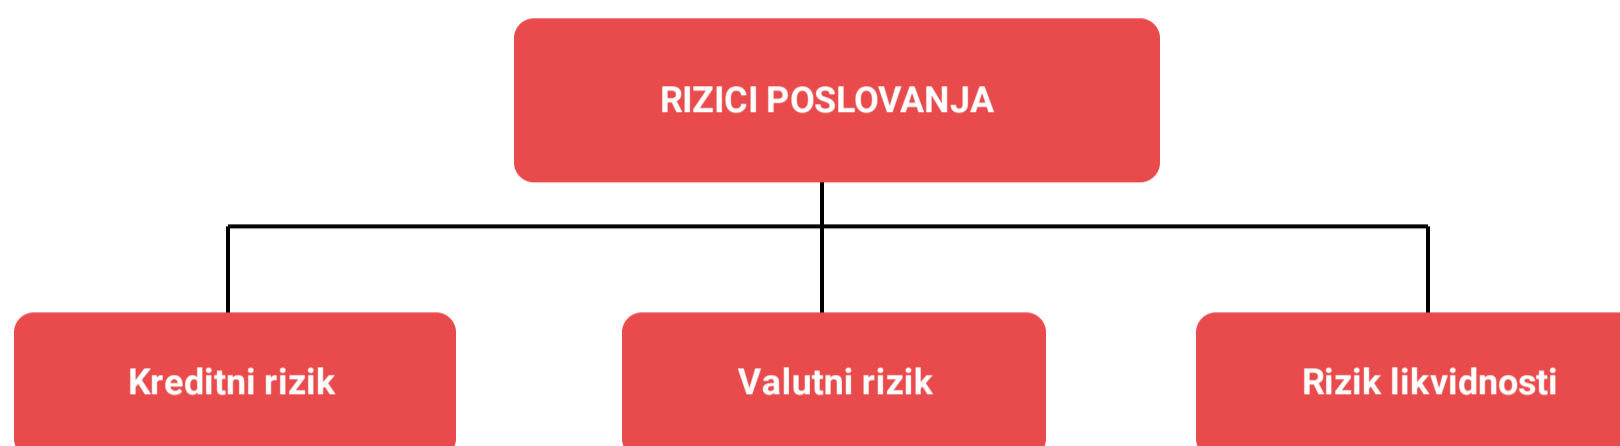 RIZICI POSLOVANJA
Kreditni rizik
Valutni rizik
Rizik likvidnosti